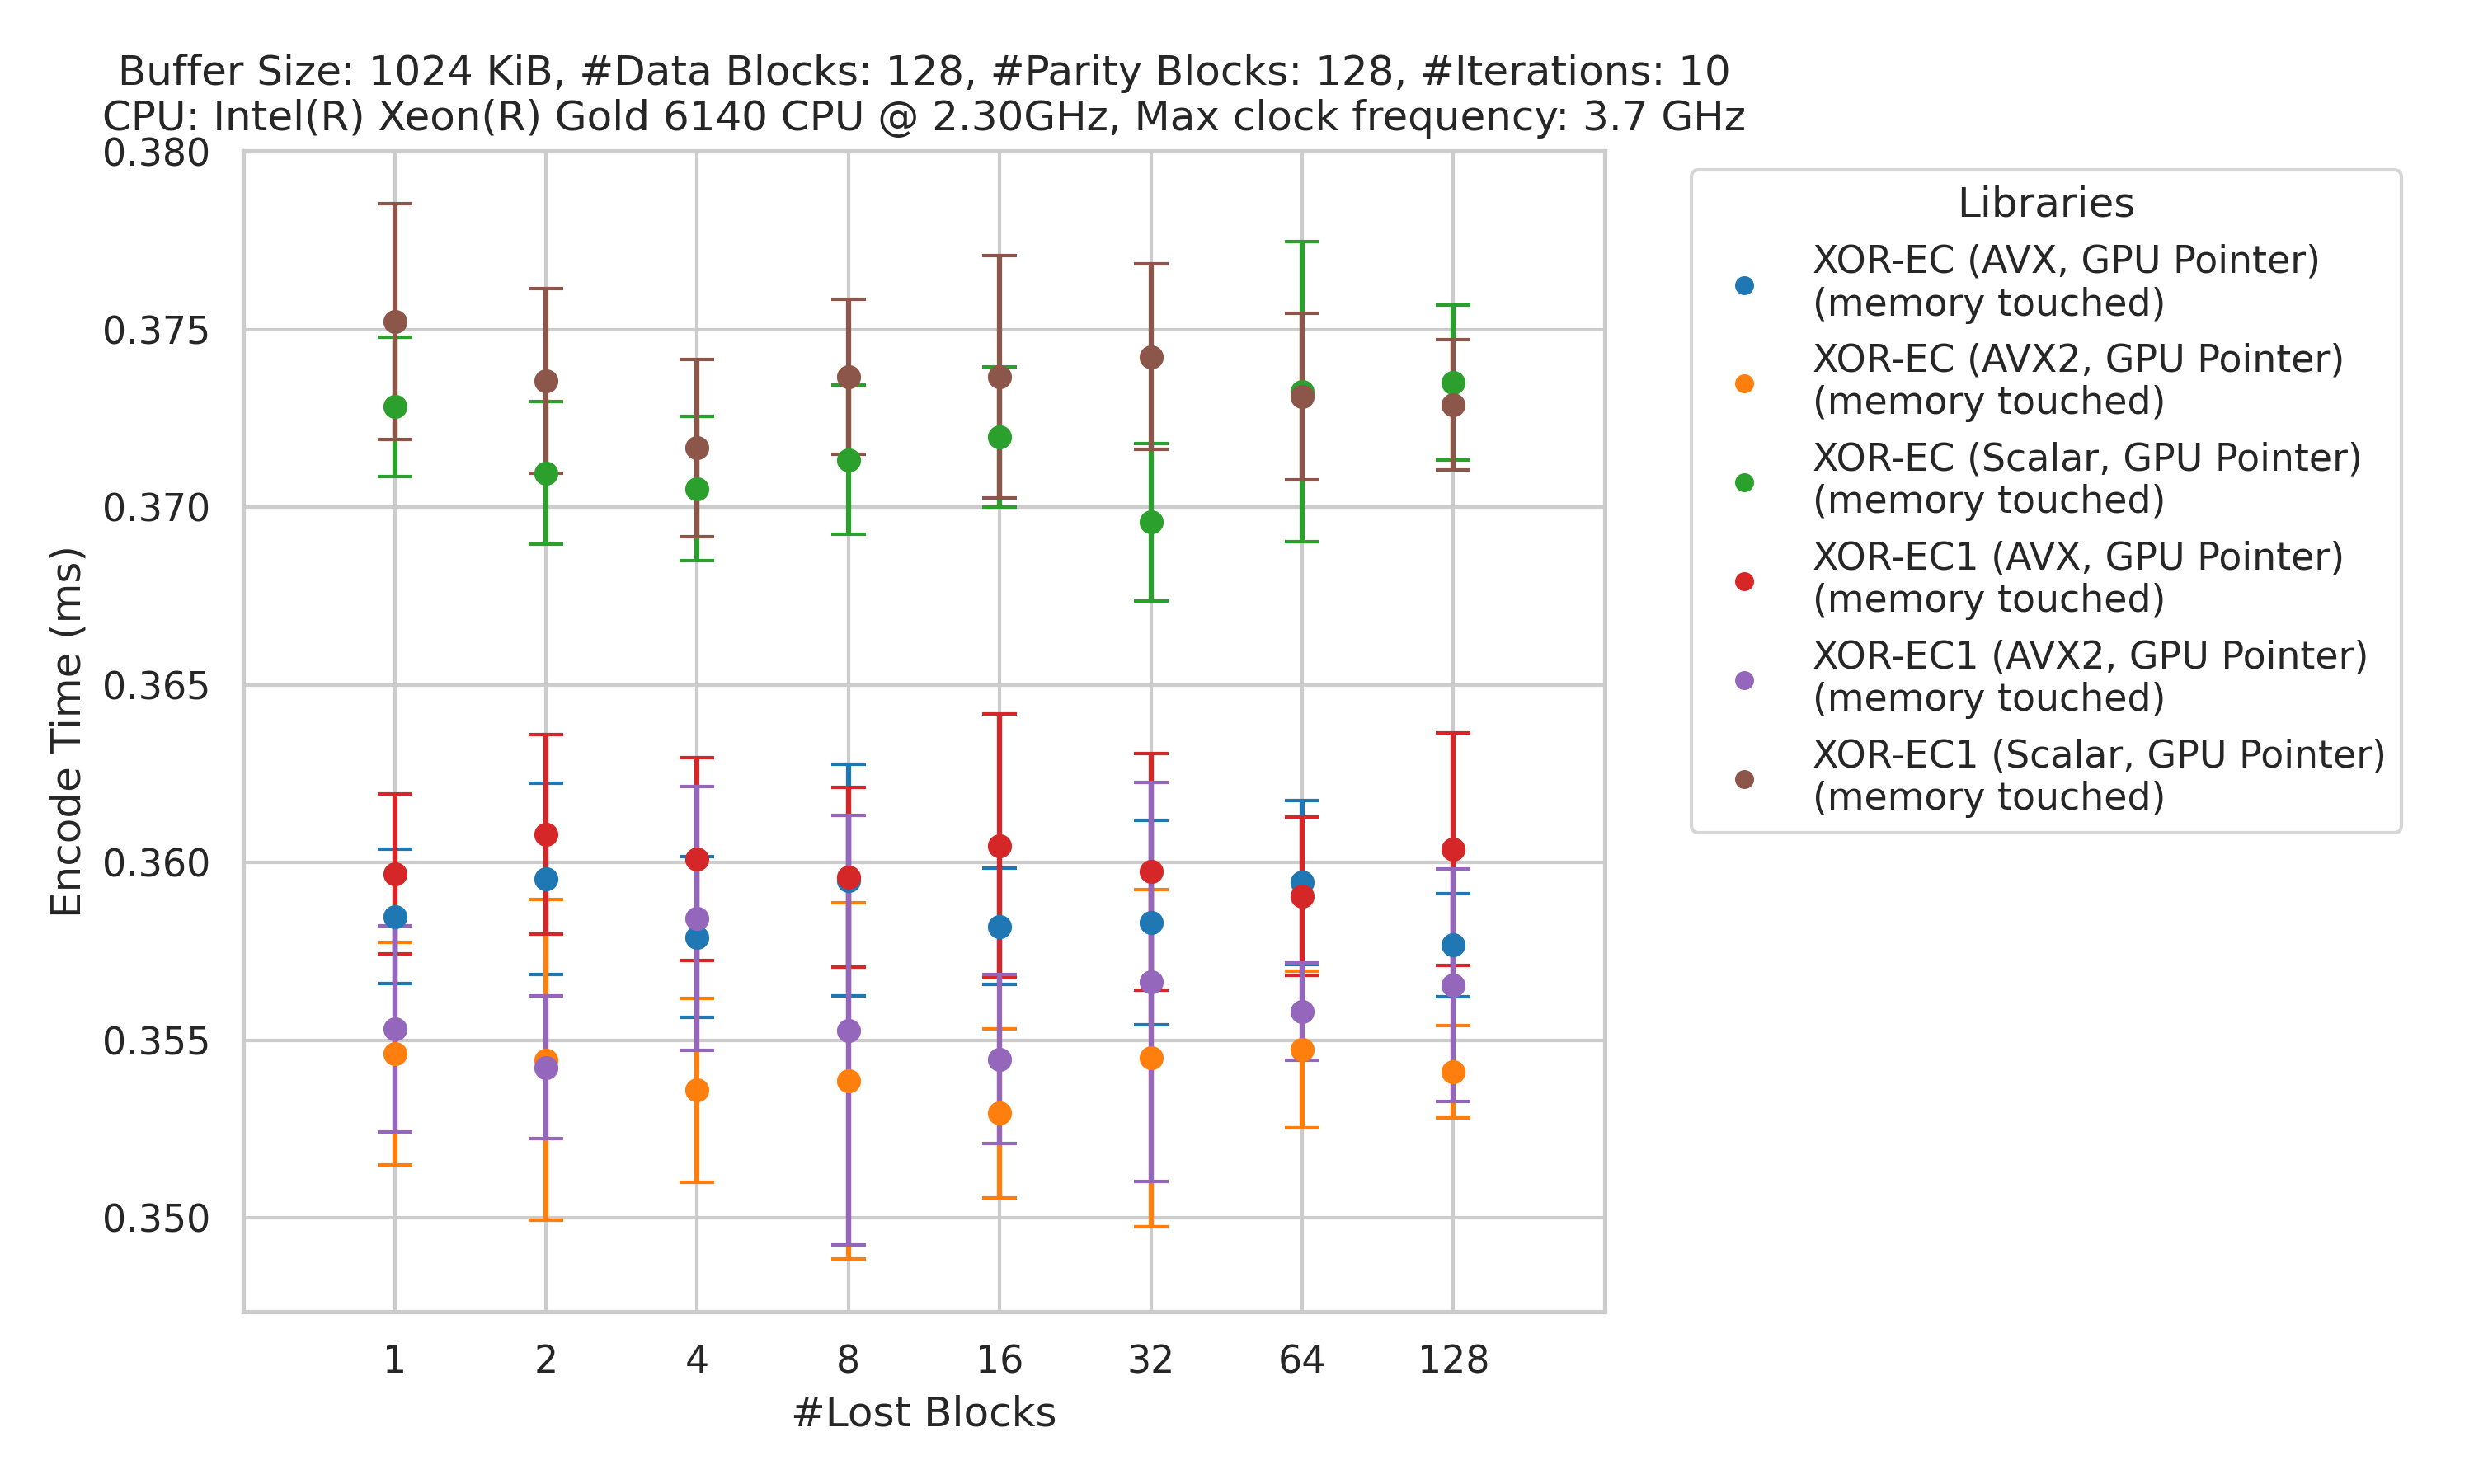 Buffer Size: 1024 KiB, #Data Blocks: 128, #Parity Blocks: 128, #Iterations: 10
CPU: Intel(R) Xeon(R) Gold 6140 CPU @ 2.30GHz, Max clock frequency: 3.7 GHz
0.380
0.375
0.370
0.365
0.360
0.355
0.350
Encode Time (ms)
1 2 4 8 16 32 64 128
#Lost Blocks
Libraries
XOR-EC (AVX, GPU Pointer)
(memory touched)
XOR-EC (AVX2, GPU Pointer)
(memory touched)
XOR-EC (Scalar, GPU Pointer)
(memory touched)
XOR-EC1 (AVX, GPU Pointer)
(memory touched)
XOR-EC1 (AVX2, GPU Pointer)
(memory touched)
XOR-EC1 (Scalar, GPU Pointer)
(memory touched)